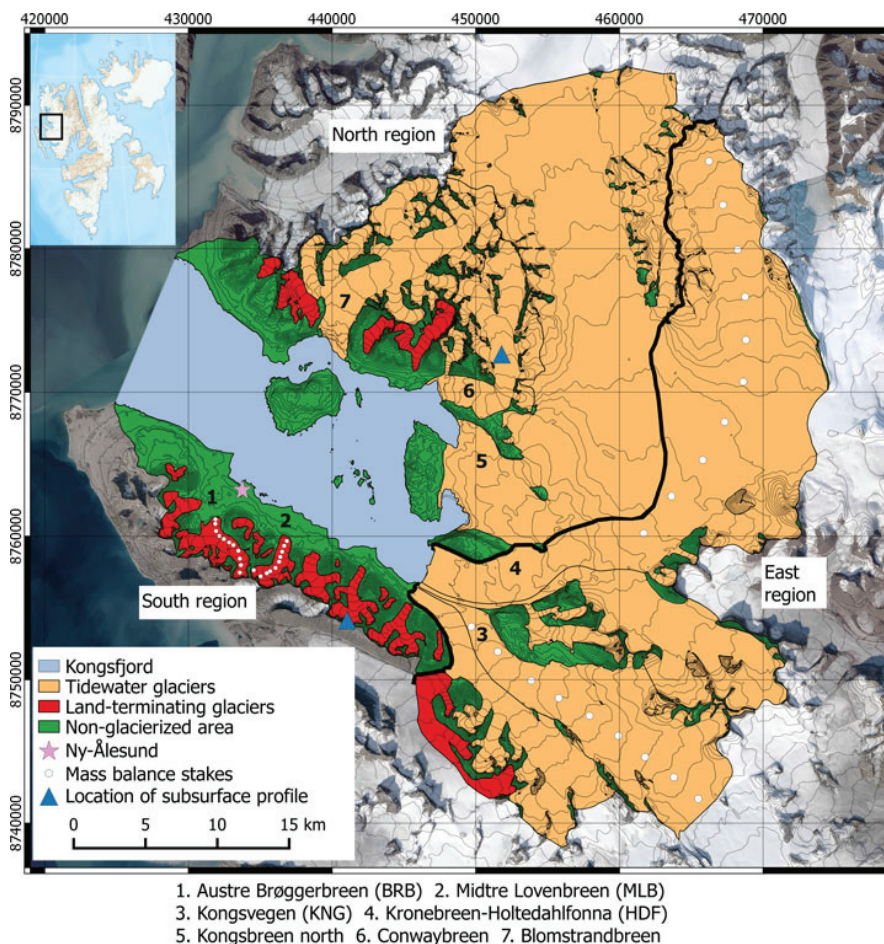 420000 430000 440000 450000 460000 470000
8790000
8780000
8770000
8760000
8750000
8740000
North region
7
6
5
1
2
4
South region
East region
3
Kongsfjord
Tidewater glaciers
Land-terminating glaciers
Non-glacierized area
Ny-Ålesund
Mass balance stakes
Location of subsurface profile
0 5 10 15 km
1. Austre Brøggerbreen (BRB) 2. Midtre Lovenbreen (MLB)
3. Kongsvegen (KNG) 4. Kronebreen-Holtedahlfonna (HDF)
5. Kongsbreen north 6. Conwaybreen 7. Blomstrandbreen